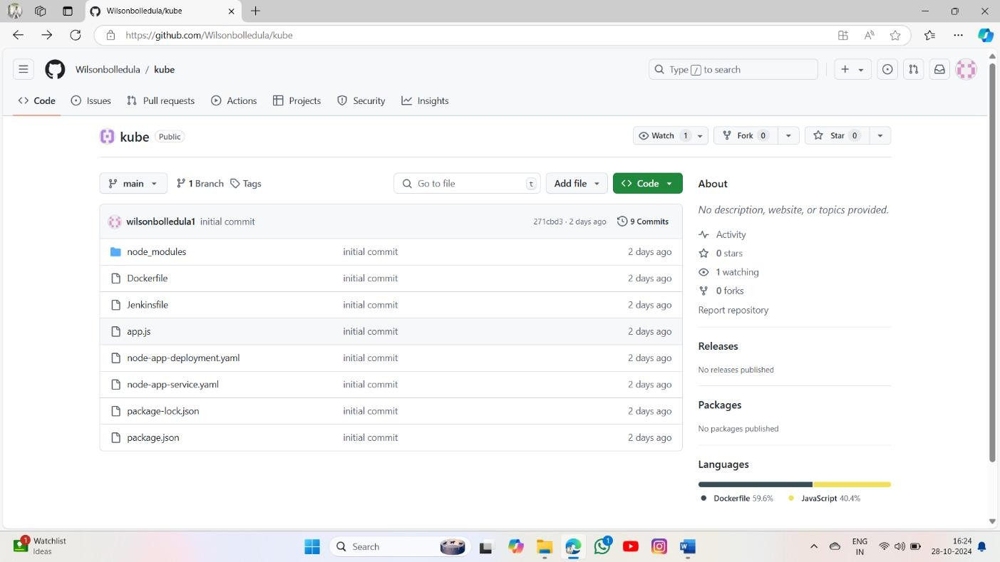 Wilsonbolledula/kube
https://github.com/Wilsonbolledula/kube
Wilsonbolledula / kube
Type / to search
Code Issues Pull requests Actions Projects Security Insights
kube Public
Watch 1 Fork 0 Star 0
main 1 Branch Tags Go to file t Add file Code
About
wilsonbolledula1 initial commit 271cbd3 · 2 days ago 9 Commits
No description, website, or topics provided.
node_modules initial commit 2 days ago
Dockerfile initial commit 2 days ago
Jenkinsfile initial commit 2 days ago
app.js initial commit 2 days ago
node-app-deployment.yaml initial commit 2 days ago
node-app-service.yaml initial commit 2 days ago
package-lock.json initial commit 2 days ago
package.json initial commit 2 days ago
Activity
0 stars
1 watching
0 forks
Report repository
Releases
No releases published
Packages
No packages published
Languages
Dockerfile 59.6% JavaScript 40.4%
1 Watchlist
Ideas
Search
1
ENG
IN
16:24
28-10-2024